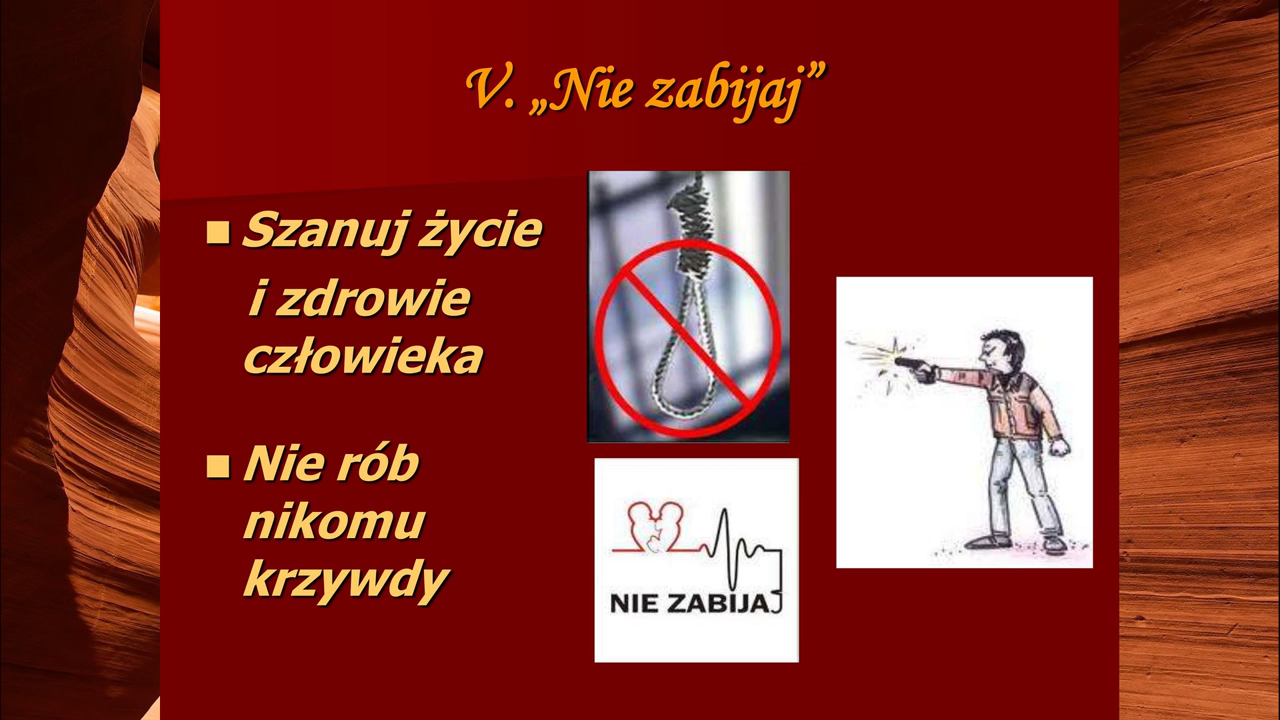 V. „Nie zabijaj”
Szanuj życie
i zdrowie
człowieka
Nie rób
nikomu
krzywdy
NIE ZABIJAJ